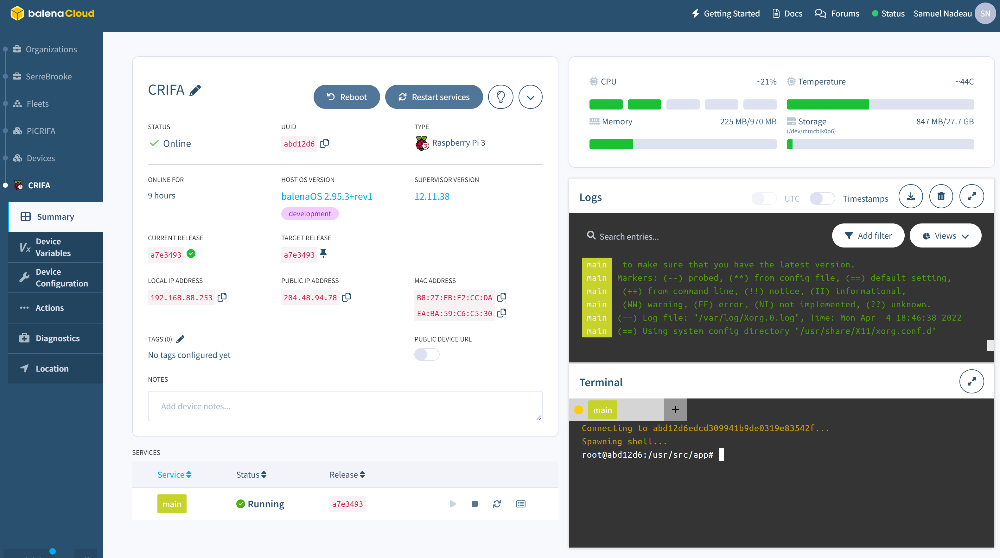 balenaCloud
Getting Started
Docs
Forums
Status
Samuel Nadeau
SN
Organizations
SerreBrooke
Fleets
PiCRIFA
Devices
CRIFA
Summary
Device
Variables
Device
Configuration
Actions
Diagnostics
Location
CRIFA
Reboot
Restart services
STATUS
Online
UUID
abd12d6
TYPE
Raspberry Pi 3
ONLINE FOR
9 hours
HOST OS VERSION
balenaOS 2.95.3+rev1
development
SUPERVISOR VERSION
12.11.38
CURRENT RELEASE
a7e3493
TARGET RELEASE
a7e3493
LOCAL IP ADDRESS
192.168.88.253
PUBLIC IP ADDRESS
204.48.94.78
MAC ADDRESS
B8:27:EB:F2:CC:DA
EA:BA:59:C6:C5:30
TAGS (0)
No tags configured yet
PUBLIC DEVICE URL
NOTES
Add device notes...
SERVICES
Service
Status
Release
main
Running
a7e3493
CPU
~21%
Temperature
~44C
Memory
225 MB/970 MB
Storage
847 MB/27.7 GB
(/dev/mmcblk0p6)
Logs
UTC
Timestamps
Search entries...
Add filter
Views
main to make sure that you have the latest version.
main Markers: (--) probed, (**) from config file, (==) default setting,
main (++) from command line, (!!) notice, (II) informational,
main (WW) warning, (EE) error, (NI) not implemented, (??) unknown.
main (==) Log file: "/var/log/Xorg.0.log", Time: Mon Apr  4 18:46:38 2022
main (==) Using system config directory "/usr/share/X11/xorg.conf.d"
Terminal
main
+
Connecting to abd12d6edcd309941b9de0319e83542f...
Spawning shell...
root@abd12d6:/usr/src/app#